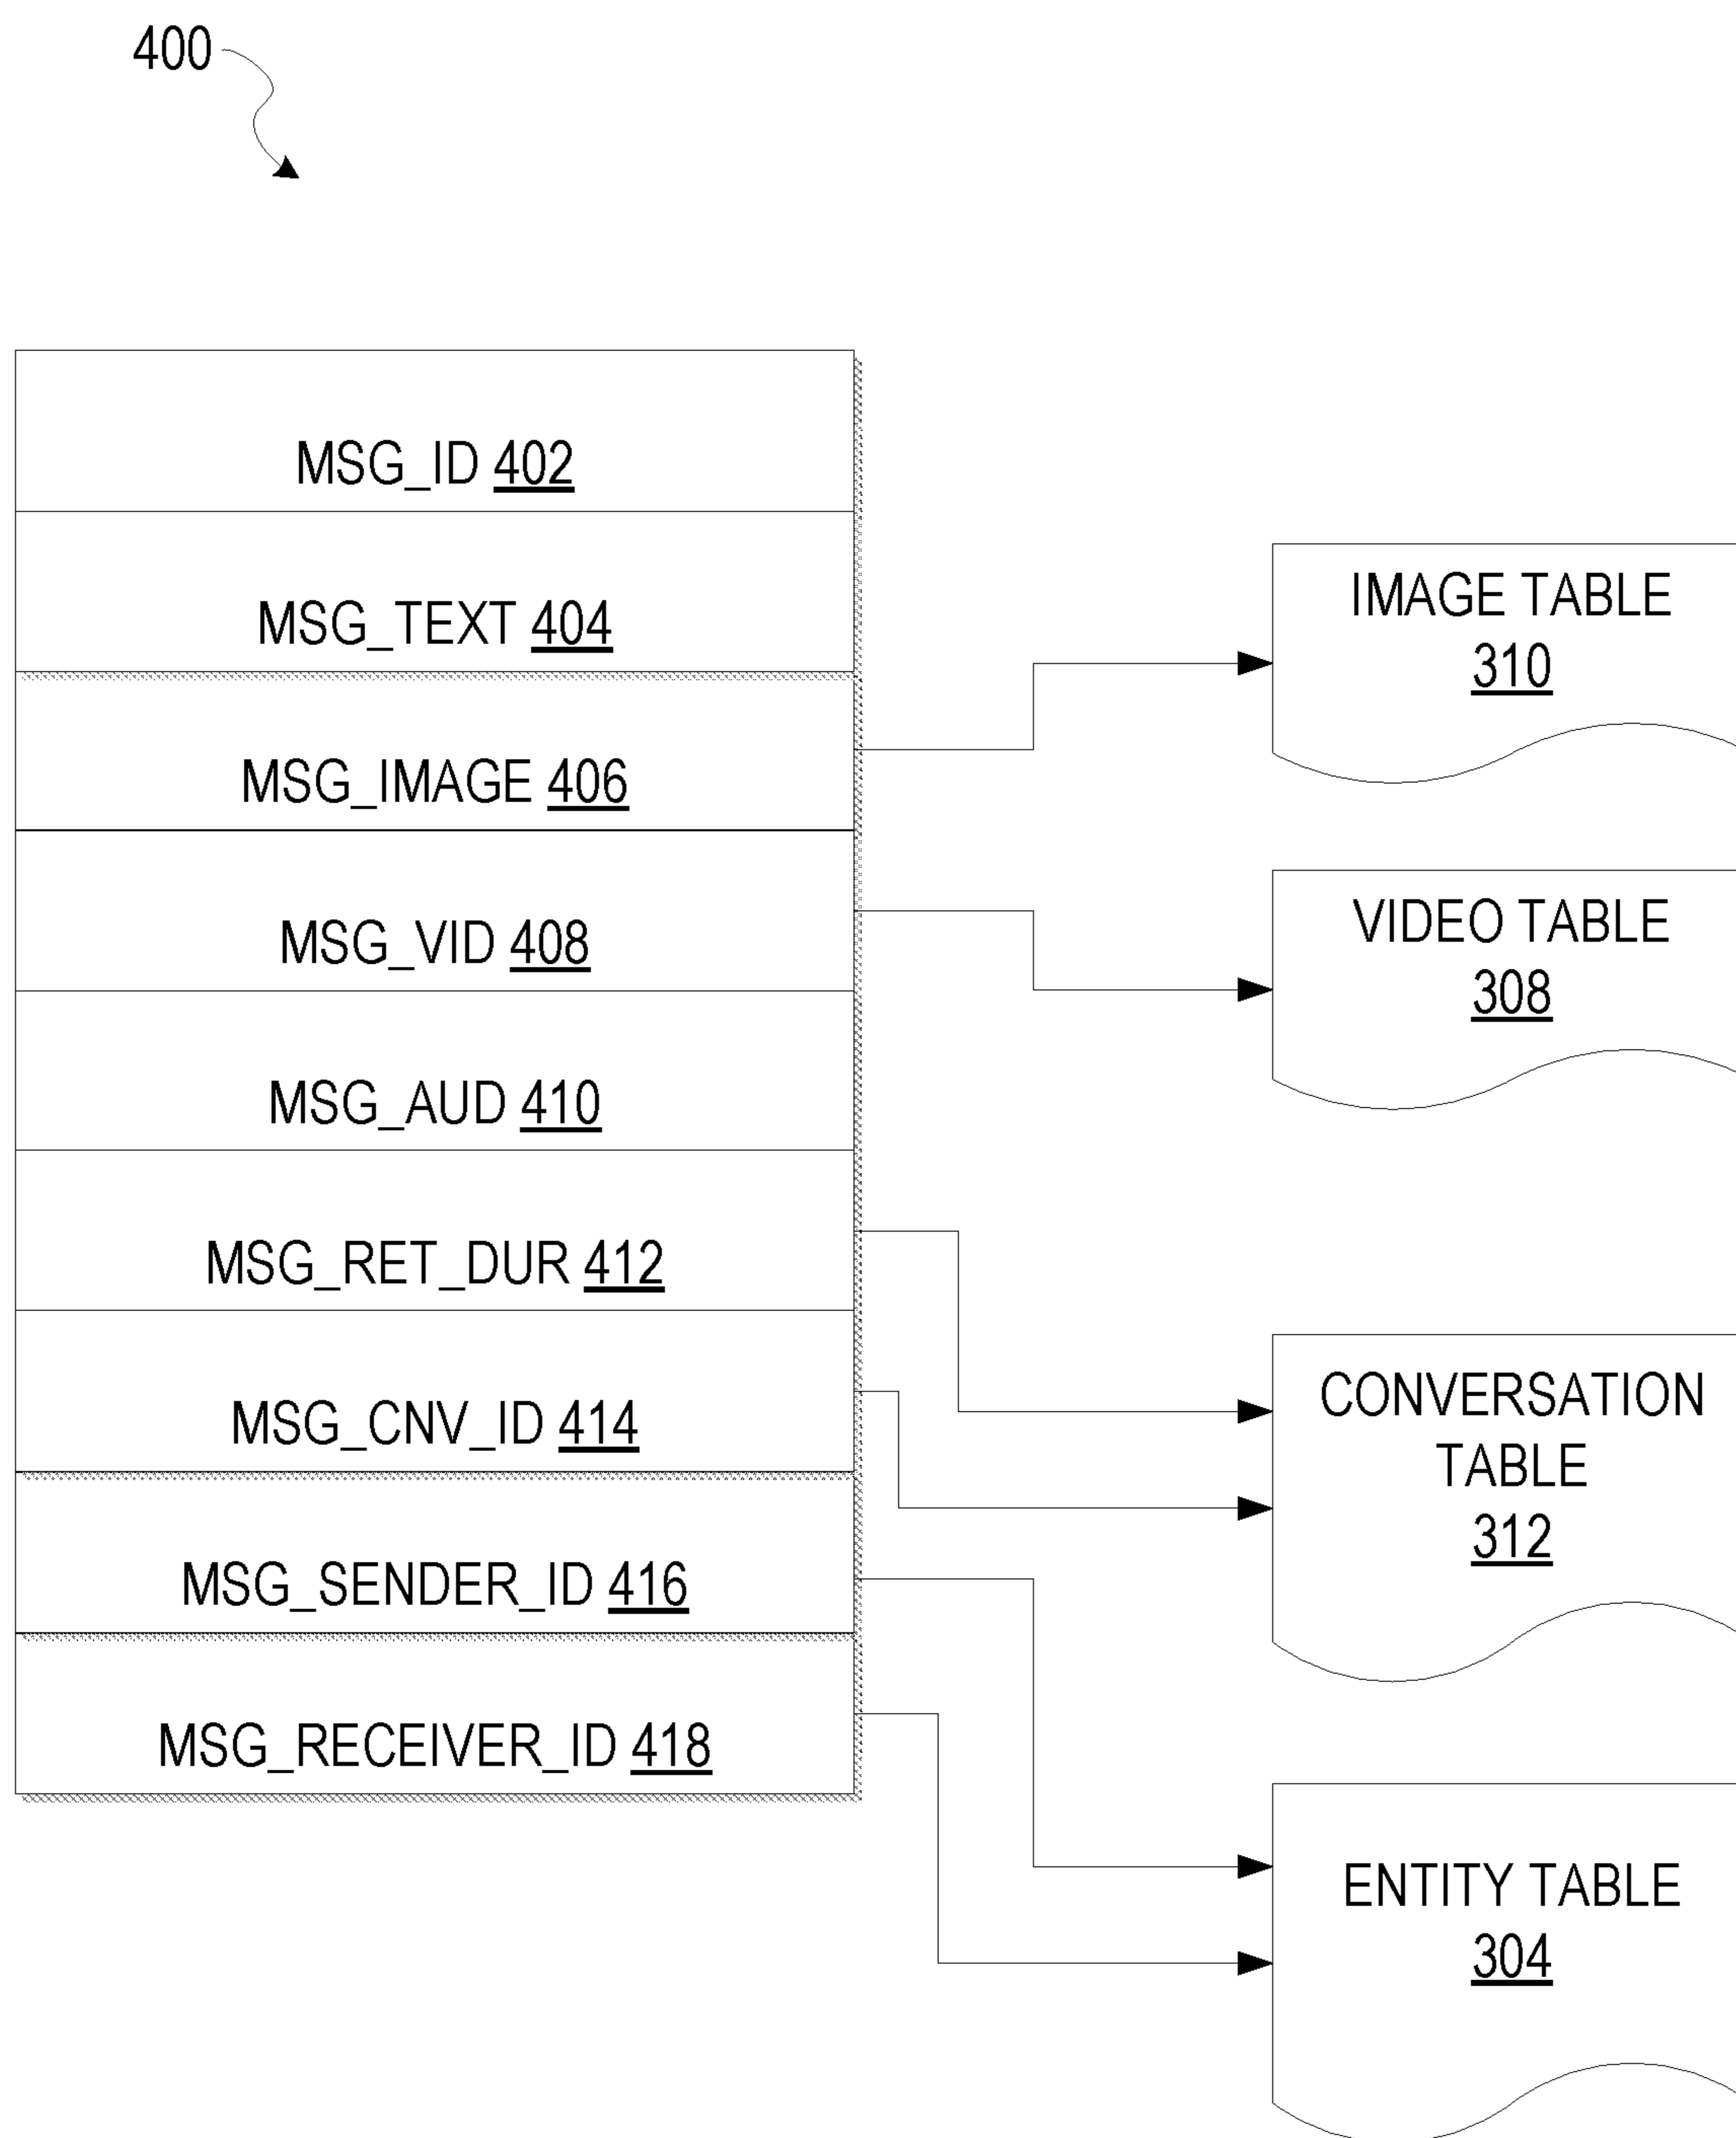 400
MSG_ID 402
MSG_TEXT 404
MSG_IMAGE 406
MSG_VID 408
MSG_AUD 410
MSG_RET_DUR 412
MSG_CNV_ID 414
MSG_SENDER_ID 416
MSG_RECEIVER_ID 418
IMAGE TABLE
310
VIDEO TABLE
308
CONVERSATION
TABLE
312
ENTITY TABLE
304